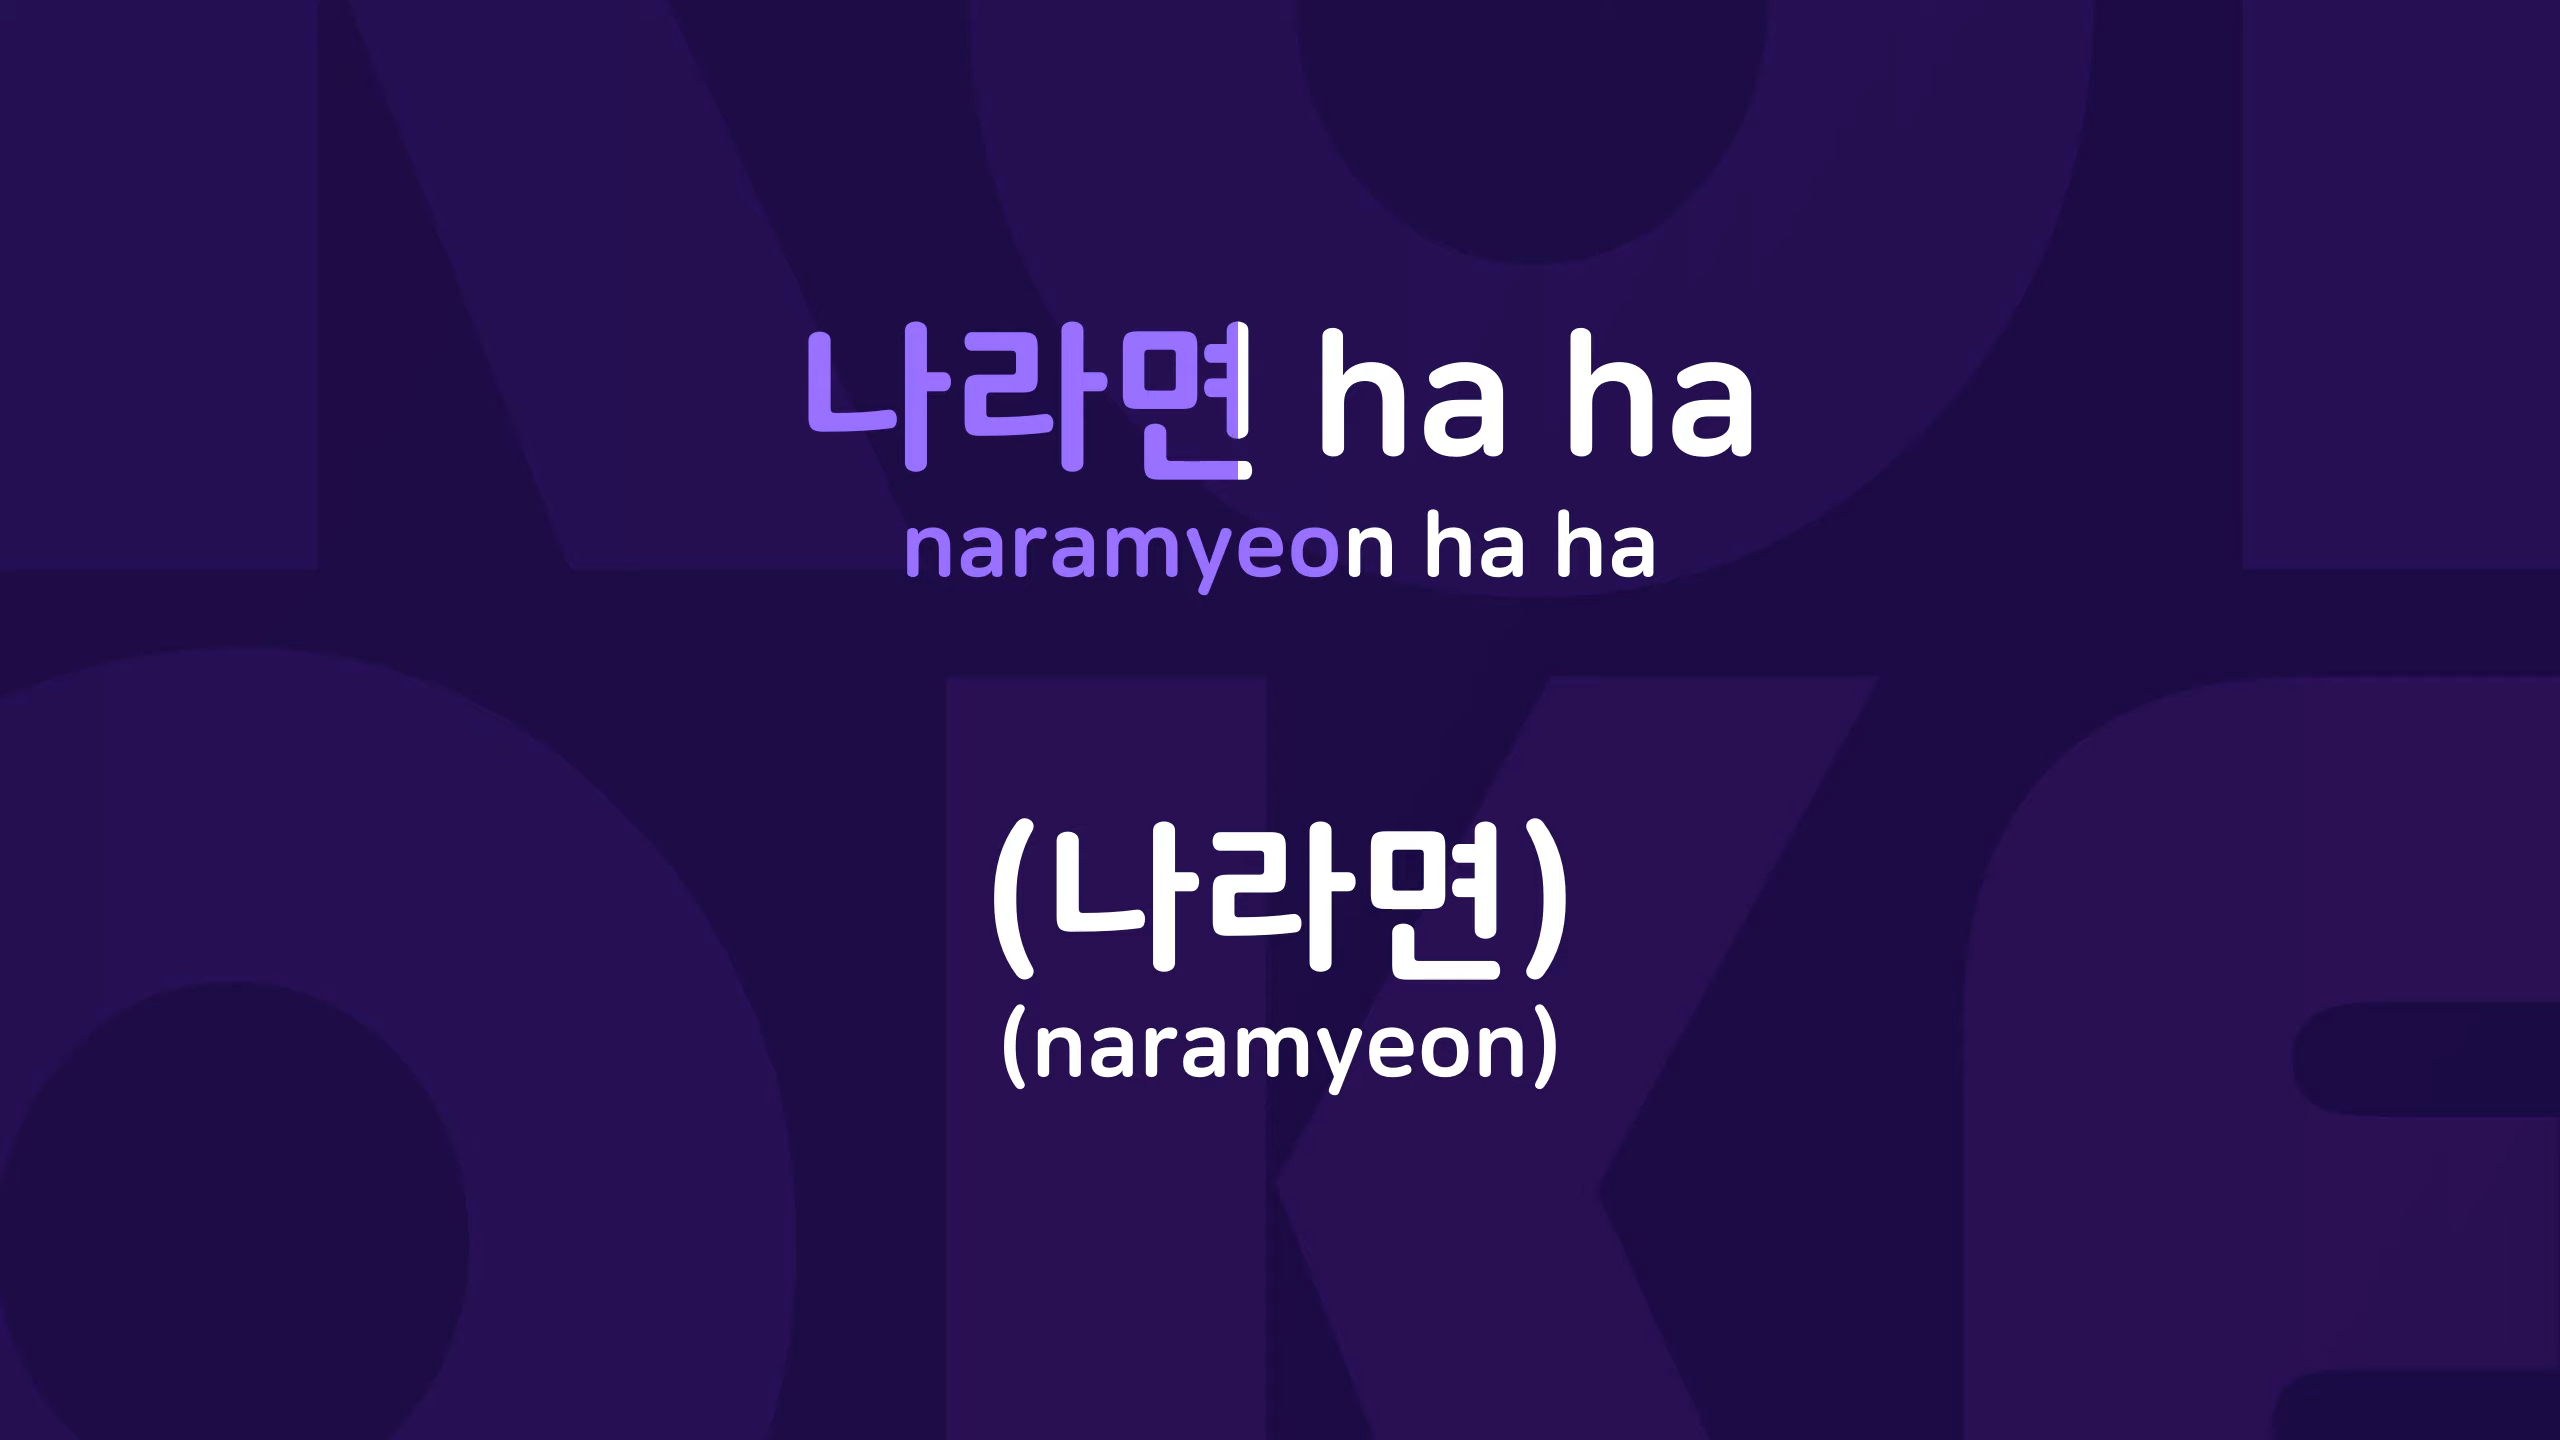 나라면 ha ha
naramyeon ha ha
(나라면)
(naramyeon)